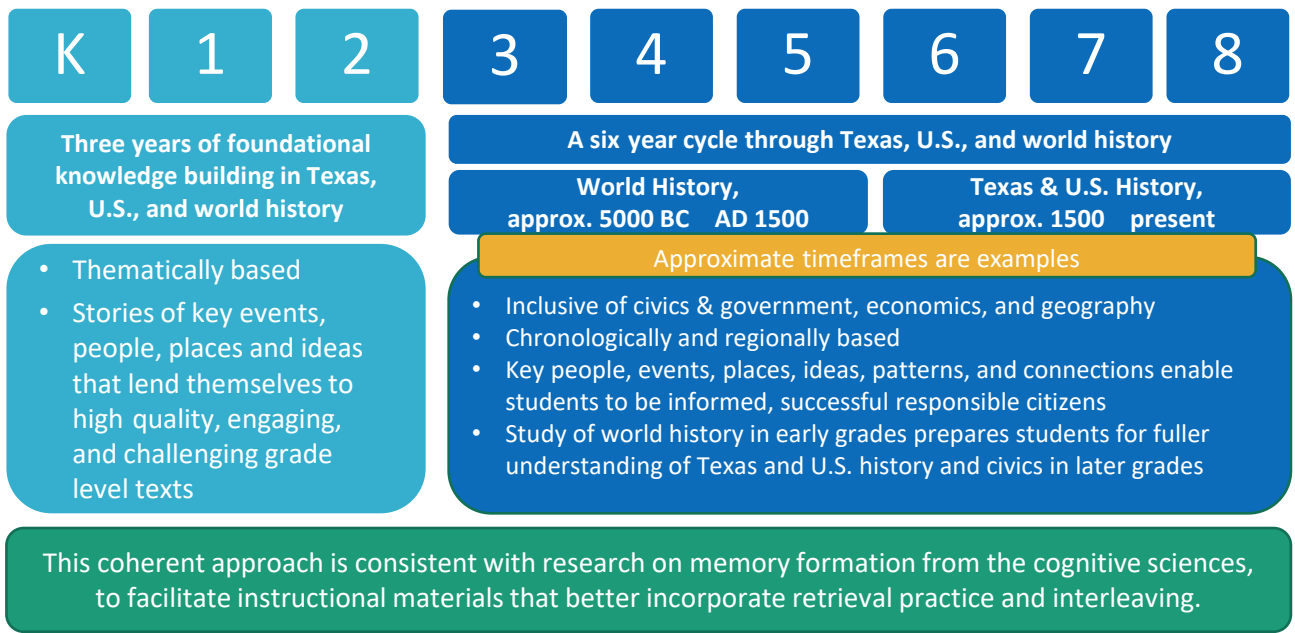 K 1 2 3 4 5 6 7 8
Three years of foundational
knowledge building in Texas,
U.S., and world history
• Thematically based
• Stories of key events,
people, places and ideas
that lend themselves to
high quality, engaging,
and challenging grade
level texts
A six year cycle through Texas, U.S., and world history
World History,
approx. 5000 BC AD 1500
Texas & U.S. History,
approx. 1500 present
Approximate timeframes are examples
• Inclusive of civics & government, economics, and geography
• Chronologically and regionally based
• Key people, events, places, ideas, patterns, and connections enable
students to be informed, successful responsible citizens
• Study of world history in early grades prepares students for fuller
understanding of Texas and U.S. history and civics in later grades
This coherent approach is consistent with research on memory formation from the cognitive sciences,
to facilitate instructional materials that better incorporate retrieval practice and interleaving.